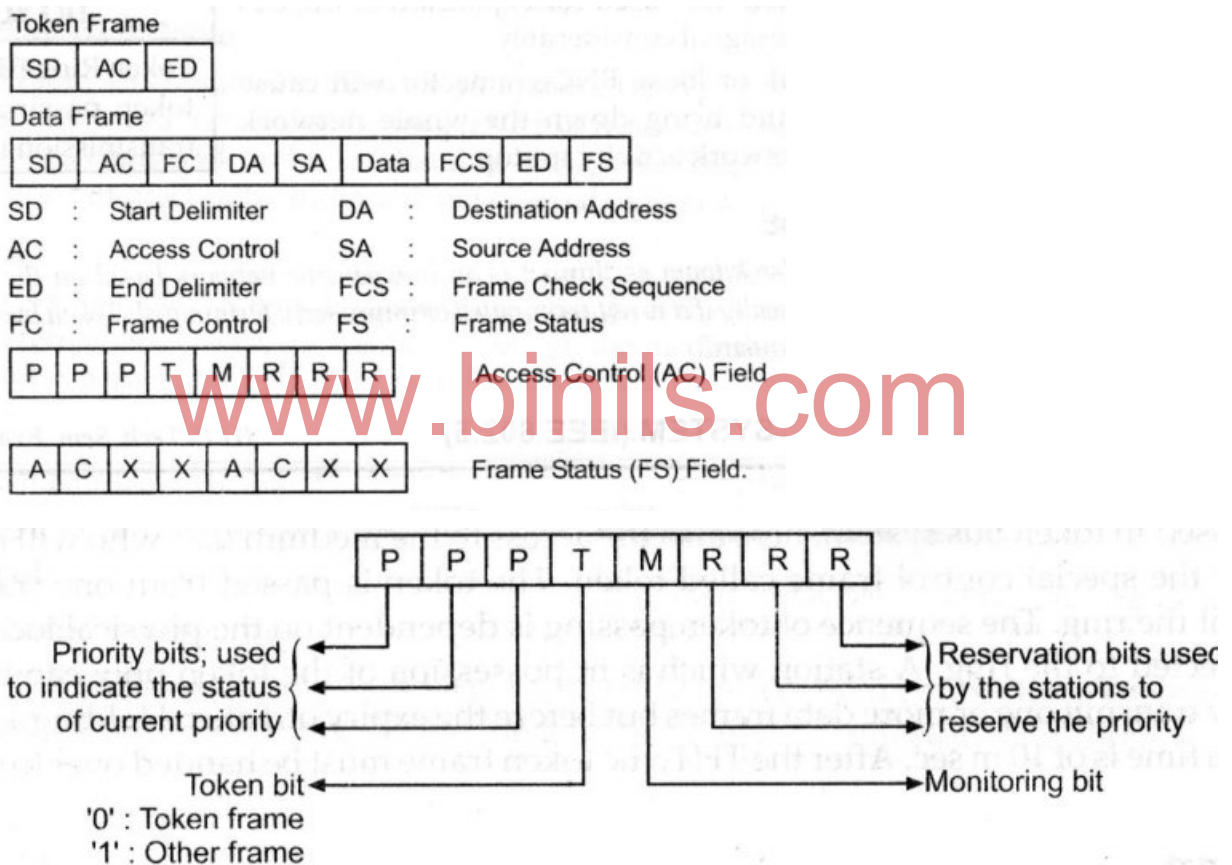 Token Frame
SD AC ED
Data Frame
SD AC FC DA SA Data FCS ED FS
SD : Start Delimiter DA : Destination Address
AC : Access Control SA : Source Address
ED : End Delimiter FCS : Frame Check Sequence
FC : Frame Control FS : Frame Status
P P P T M R R R Access Control (AC) Field
www.binils.com
A C X X A C X X Frame Status (FS) Field.
P P P T M R R R
Priority bits; used
to indicate the status
of current priority
Reservation bits used
by the stations to
reserve the priority
Token bit
Monitoring bit
'0' : Token frame
'1' : Other frame